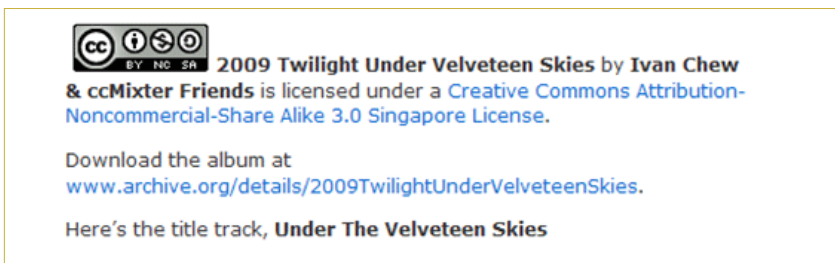 cc BY NC SA 2009 Twilight Under Velveteen Skies by Ivan Chew
& ccMixter Friends is licensed under a Creative Commons Attribution-
Noncommercial-Share Alike 3.0 Singapore License.
Download the album at
www.archive.org/details/2009TwilightUnderVelveteenSkies.
Here’s the title track, Under The Velveteen Skies